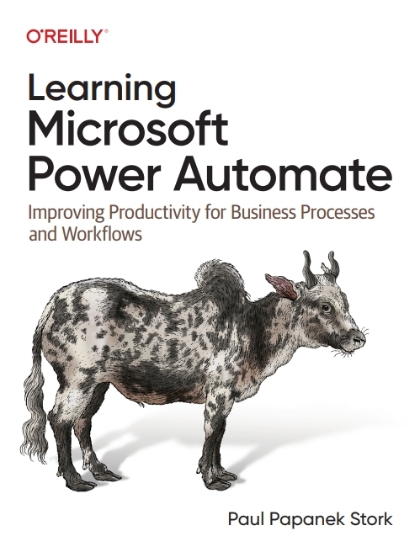 O'REILLY®
Learning
Microsoft
Power Automate
Improving Productivity for Business Processes
and Workflows
Paul Papanek Stork